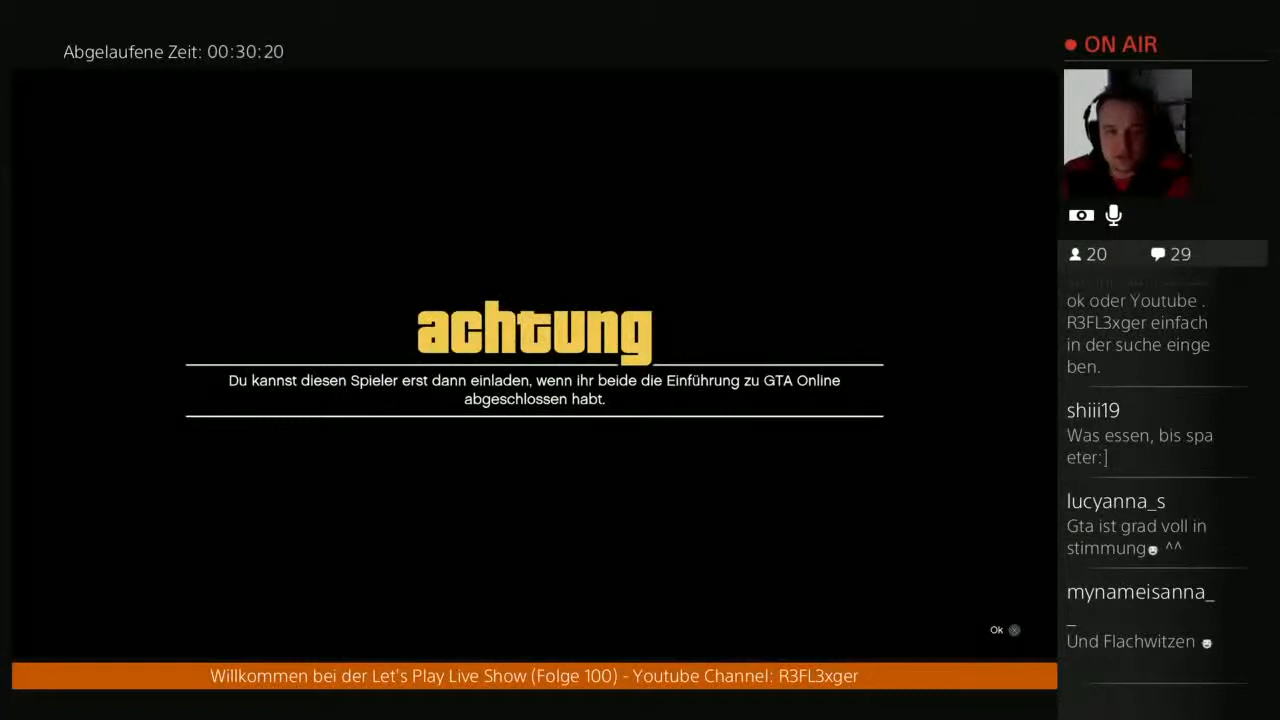 Abgelaufene Zeit: 00:30:20
ON AIR
20
29
achtung
Du kannst diesen Spieler erst dann einladen, wenn ihr beide die Einführung zu GTA Online
abgeschlossen habt.
Ok
ok oder Youtube .
R3FL3xger einfach
in der suche einge
ben.
shiii19
Was essen, bis spa
eter:]
lucyanna_s
Gta ist grad voll in
stimmung ^^
mynameisanna_
_
Und Flachwitzen
Willkommen bei der Let's Play Live Show (Folge 100) - Youtube Channel: R3FL3xger